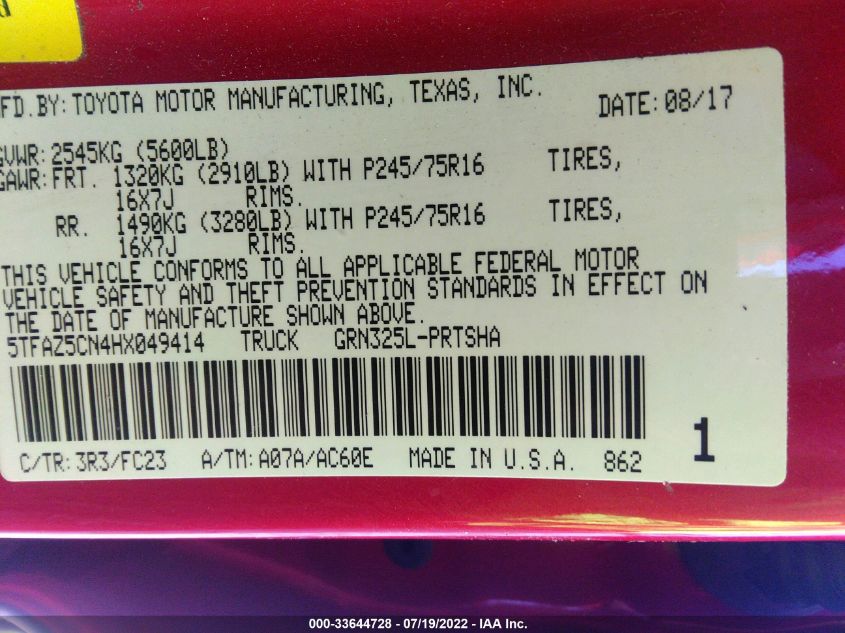 FD.BY:TOYOTA MOTOR MANUFACTURING, TEXAS, INC. DATE:08/17
GVWR:2545KG (5600LB)
GAWR:FRT. 1320KG (2910LB) WITH P245/75R16 TIRES,
16X7J RIMS.
RR. 1490KG (3280LB) WITH P245/75R16 TIRES,
16X7J RIMS.
THIS VEHICLE CONFORMS TO ALL APPLICABLE FEDERAL MOTOR
VEHICLE SAFETY AND THEFT PREVENTION STANDARDS IN EFFECT ON
THE DATE OF MANUFACTURE SHOWN ABOVE.
5TFAZ5CN4HX049414 TRUCK GRN325L-PRTSHA
1
C/TR:3R3/FC23 A/TM:A07A/AC60E MADE IN U.S.A. 862
000-33644728 - 07/19/2022 - IAA Inc.